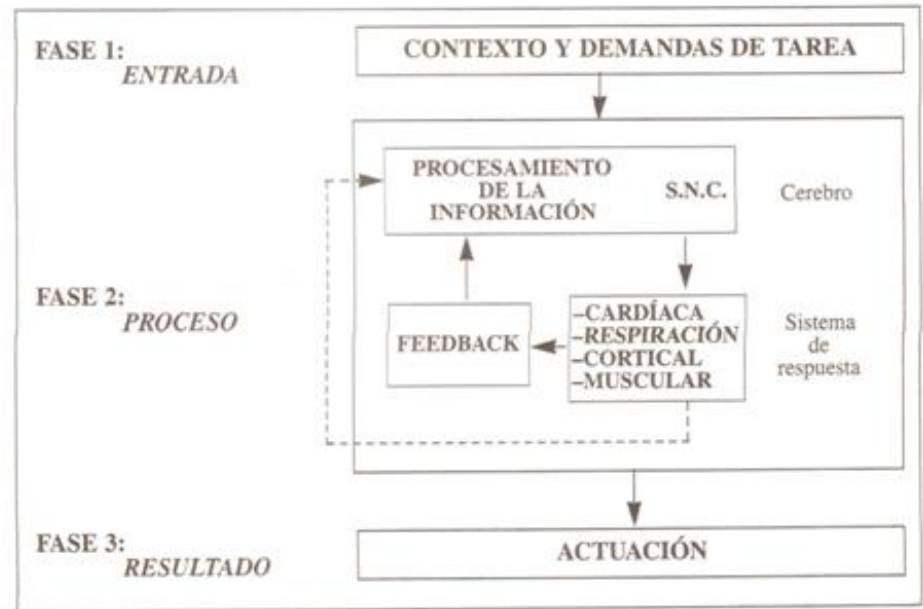 FASE 1:
ENTRADA
CONTEXTO Y DEMANDAS DE TAREA
PROCESAMIENTO
DE LA
INFORMACIÓN
S.N.C.
Cerebro
FASE 2:
PROCESO
FEEDBACK
–CARDÍACA
–RESPIRACIÓN
–CORTICAL
–MUSCULAR
Sistema
de
respuesta
FASE 3:
RESULTADO
ACTUACIÓN